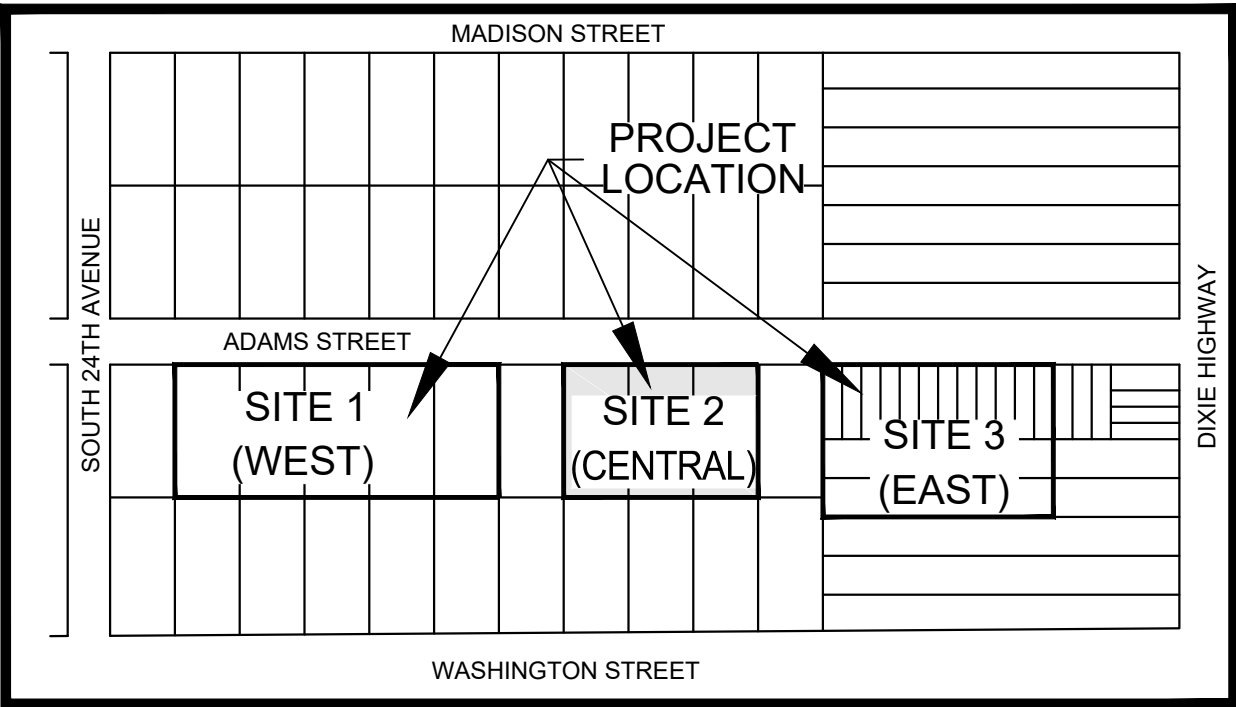 MADISON STREET
PROJECT
LOCATION
SOUTH 24TH AVENUE
ADAMS STREET
DIXIE HIGHWAY
SITE 1
(WEST)
SITE 2
(CENTRAL)
SITE 3
(EAST)
WASHINGTON STREET